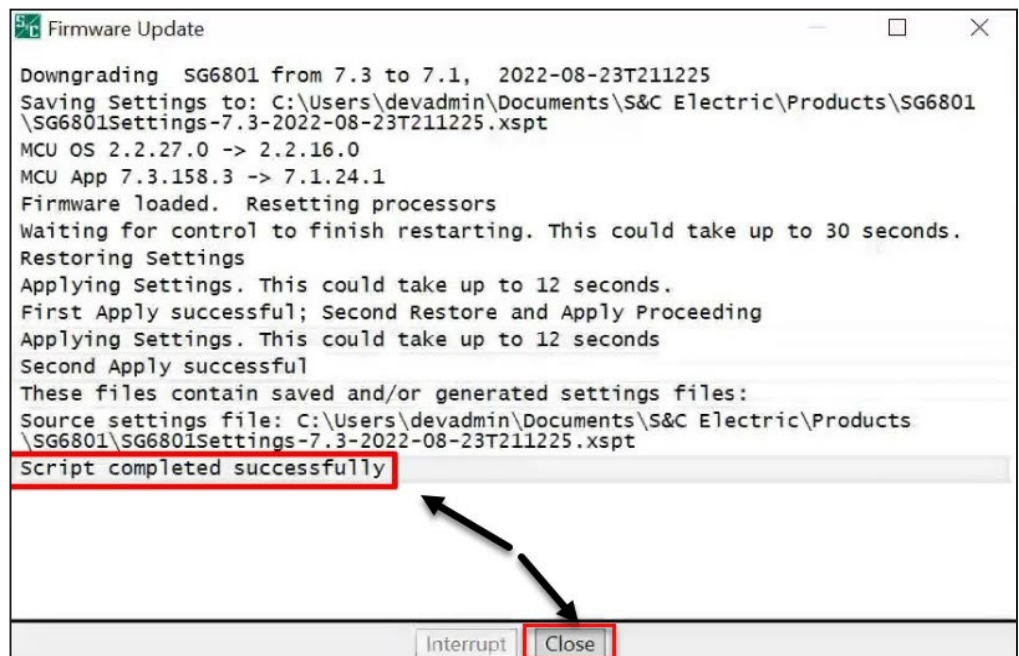 S&C Firmware Update
Downgrading SG6801 from 7.3 to 7.1, 2022-08-23T211225
Saving Settings to: C:\Users\devadmin\Documents\S&C Electric\Products\SG6801
\SG6801Settings-7.3-2022-08-23T211225.xspt
MCU OS 2.2.27.0 -> 2.2.16.0
MCU App 7.3.158.3 -> 7.1.24.1
Firmware loaded. Resetting processors
Waiting for control to finish restarting. This could take up to 30 seconds.
Restoring Settings
Applying Settings. This could take up to 12 seconds.
First Apply successful; Second Restore and Apply Proceeding
Applying Settings. This could take up to 12 seconds
Second Apply successful
These files contain saved and/or generated settings files:
Source settings file: C:\Users\devadmin\Documents\S&C Electric\Products
\SG6801\SG6801Settings-7.3-2022-08-23T211225.xspt
Script completed successfully
Interrupt Close